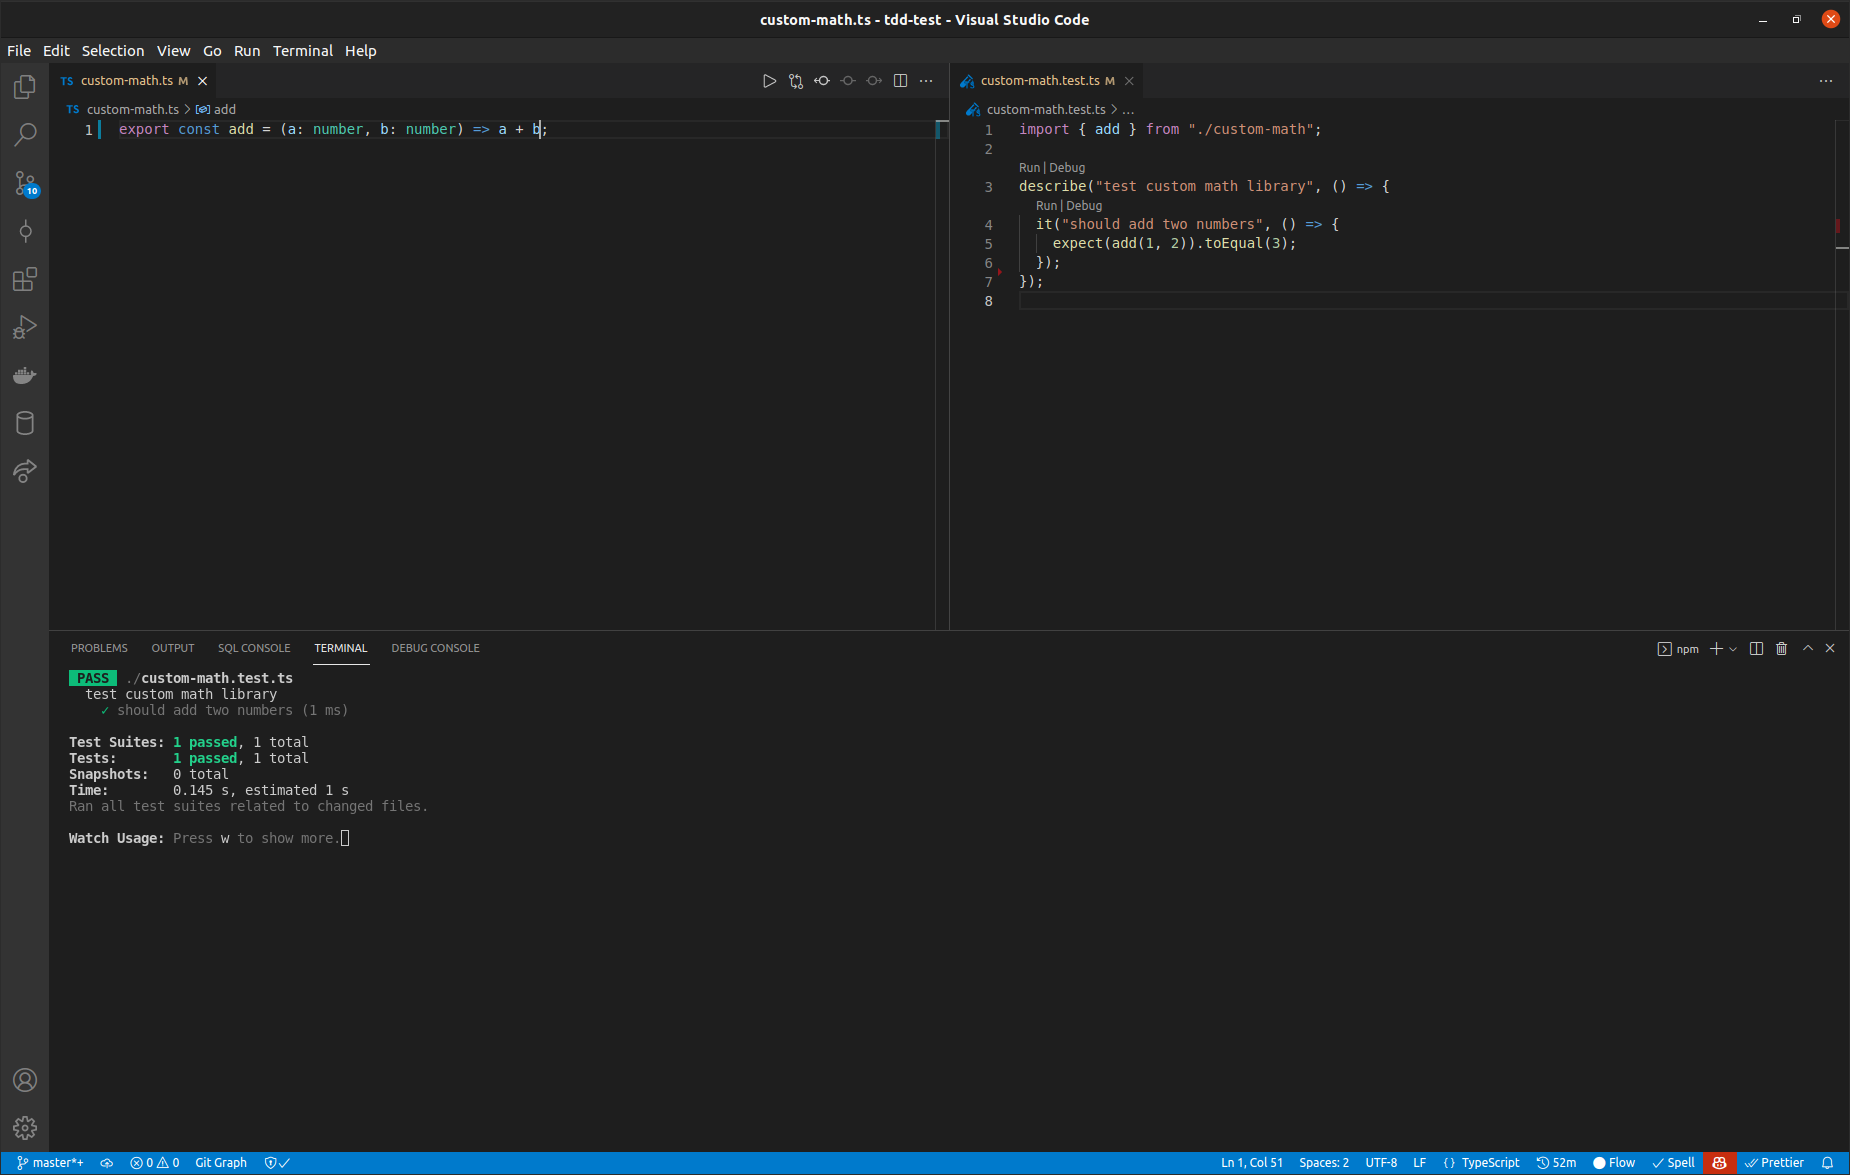 custom-math.ts - tdd-test - Visual Studio Code
File Edit Selection View Go Run Terminal Help
TS custom-math.ts M
TS custom-math.ts > add
1 export const add = (a: number, b: number) => a + b;
custom-math.test.ts M
custom-math.test.ts > ...
1 import { add } from "./custom-math";
2
Run | Debug
3 describe("test custom math library", () => {
Run | Debug
4 it("should add two numbers", () => {
5 expect(add(1, 2)).toEqual(3);
6 });
7 });
8
10
PROBLEMS OUTPUT SQL CONSOLE TERMINAL DEBUG CONSOLE
npm
PASS ./custom-math.test.ts
test custom math library
✓ should add two numbers (1 ms)
Test Suites: 1 passed, 1 total
Tests: 1 passed, 1 total
Snapshots: 0 total
Time: 0.145 s, estimated 1 s
Ran all test suites related to changed files.
Watch Usage: Press w to show more.
master*+ 0 0 Git Graph
Ln 1, Col 51 Spaces: 2 UTF-8 LF {} TypeScript 52m Flow Spell Prettier